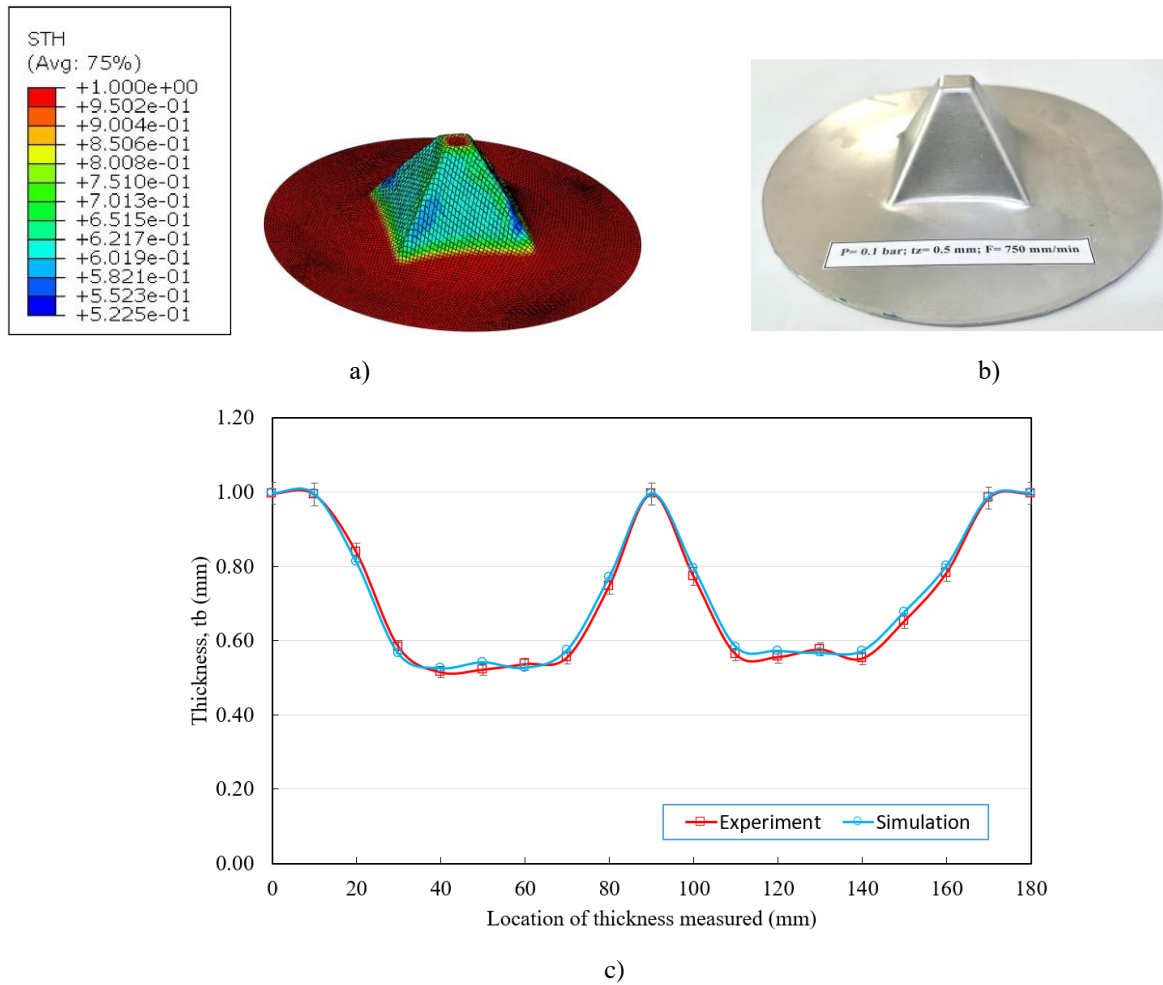 STH
(Avg: 75%)
+1.000e+00
+9.502e-01
+9.004e-01
+8.506e-01
+8.008e-01
+7.510e-01
+7.013e-01
+6.515e-01
+6.217e-01
+6.019e-01
+5.821e-01
+5.523e-01
+5.225e-01
P= 0.1 bar; tz= 0.5 mm; F= 750 mm/min
a)
b)
1.20
1.00
0.80
0.60
0.40
0.20
0.00
Thickness, tb (mm)
Experiment Simulation
0 20 40 60 80 100 120 140 160 180
Location of thickness measured (mm)
c)